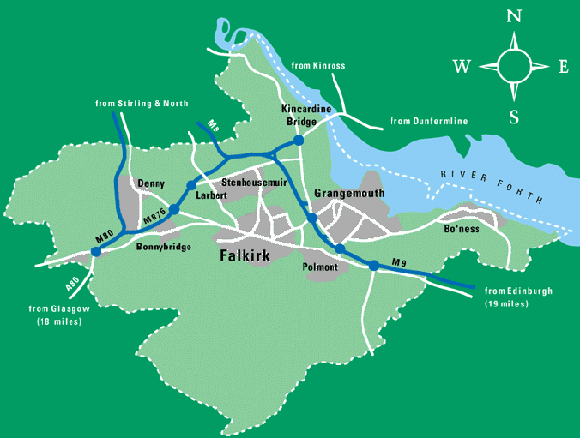 N
from Kinross
W
E
from Stirling & North
Kincardine
Bridge
S
M9
from Dunfermline
RIVER FORTH
Denny
Stenhousemuir
Larbert
Grangemouth
M876
M80
Bo'ness
Bonnybridge
Falkirk
Polmont
M9
A80
from Edinburgh
(19 miles)
from Glasgow
(18 miles)